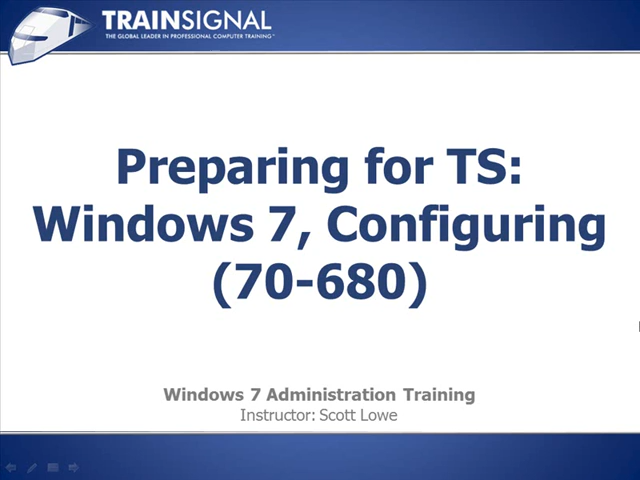 TRAINSIGNAL
THE GLOBAL LEADER IN PROFESSIONAL COMPUTER TRAINING™
Preparing for TS:
Windows 7, Configuring
(70-680)
Windows 7 Administration Training
Instructor: Scott Lowe